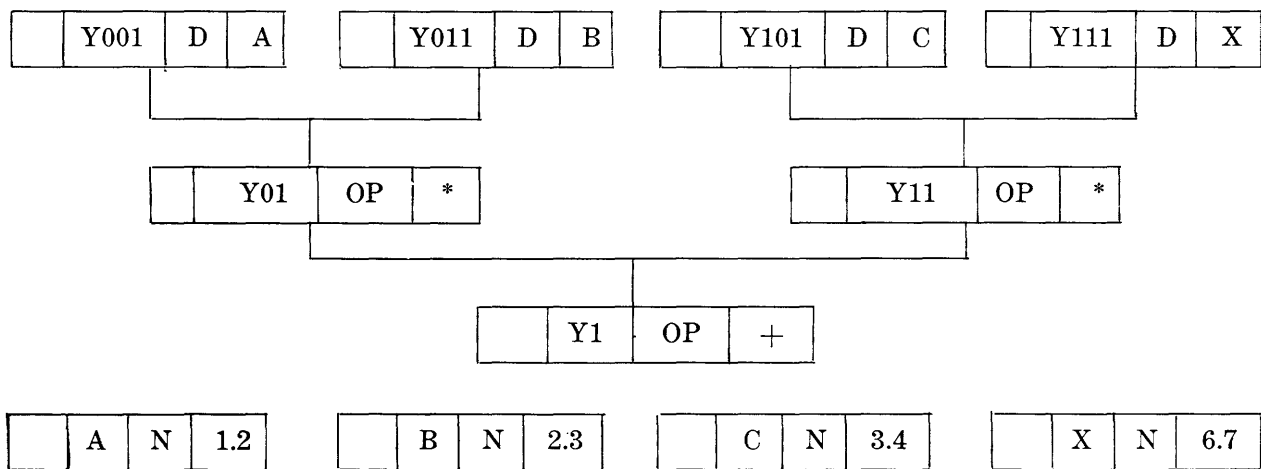 Y001 D A Y011 D B Y101 D C Y111 D X
Y01 OP * Y11 OP *
Y1 OP +
A N 1.2 B N 2.3 C N 3.4 X N 6.7